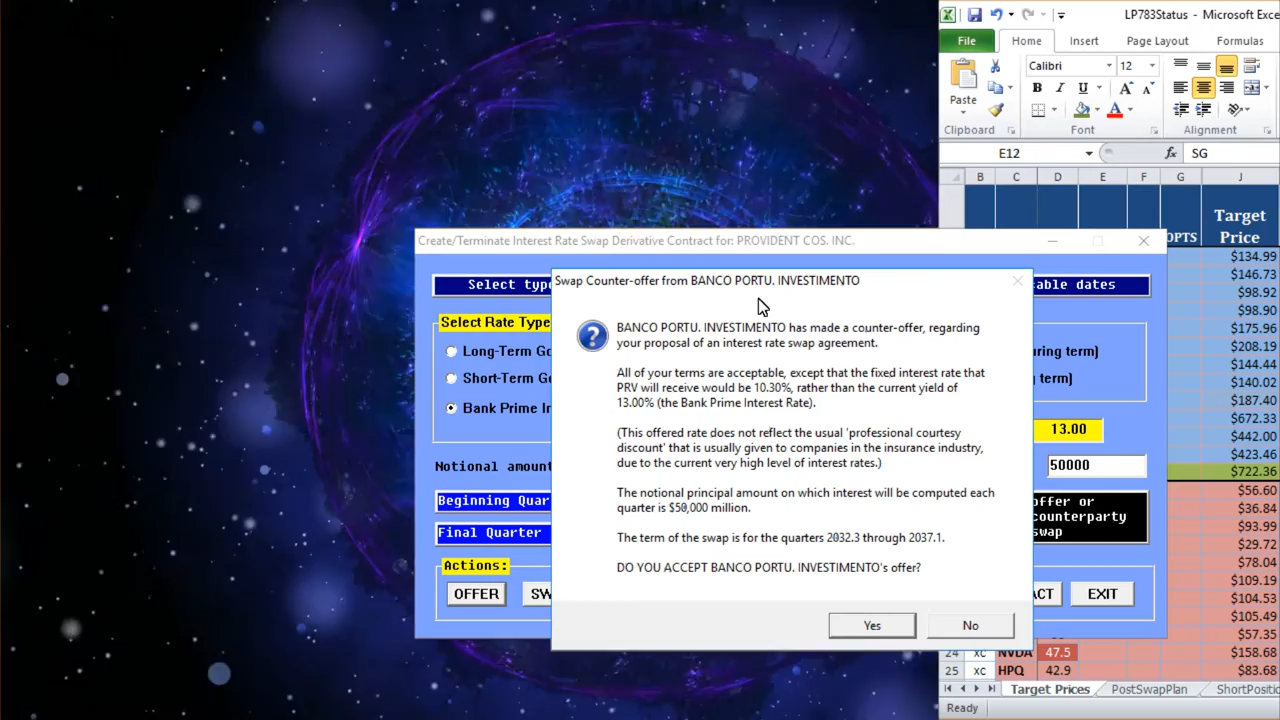 LP783Status - Microsoft Exce
File Home Insert Page Layout Formulas
Calibri 12
Paste
B I U
Clipboard Font Alignment
E12 fx SG
B C D E F G J
OPTS Target Price
$134.99
$146.73
$98.92
$98.90
$175.96
$208.19
$144.44
$140.02
$187.40
$672.33
$442.00
$423.46
$722.36
$56.60
$36.84
$93.99
$29.72
$78.04
$109.19
$104.53
$105.45
$57.35
24 XC NVDA 47.5 $158.68
25 XC HPQ 42.9 $83.68
Target Prices PostSwapPlan ShortPositio
Ready
Create/Terminate Interest Rate Swap Derivative Contract for: PROVIDENT COS. INC.
Select typ
able dates
Select Rate Type
Long-Term Go
uring term)
Short-Term Ge
g term)
Bank Prime In
13.00
Notional amou
50000
Beginning Quar
Final Quarter
offer or
counterparty
swap
Actions:
OFFER SW ACT EXIT
Swap Counter-offer from BANCO PORTU. INVESTIMENTO
BANCO PORTU. INVESTIMENTO has made a counter-offer, regarding
your proposal of an interest rate swap agreement.
All of your terms are acceptable, except that the fixed interest rate that
PRV will receive would be 10.30%, rather than the current yield of
13.00% (the Bank Prime Interest Rate).
(This offered rate does not reflect the usual 'professional courtesy
discount' that is usually given to companies in the insurance industry,
due to the current very high level of interest rates.)
The notional principal amount on which interest will be computed each
quarter is $50,000 million.
The term of the swap is for the quarters 2032.3 through 2037.1.
DO YOU ACCEPT BANCO PORTU. INVESTIMENTO's offer?
Yes No